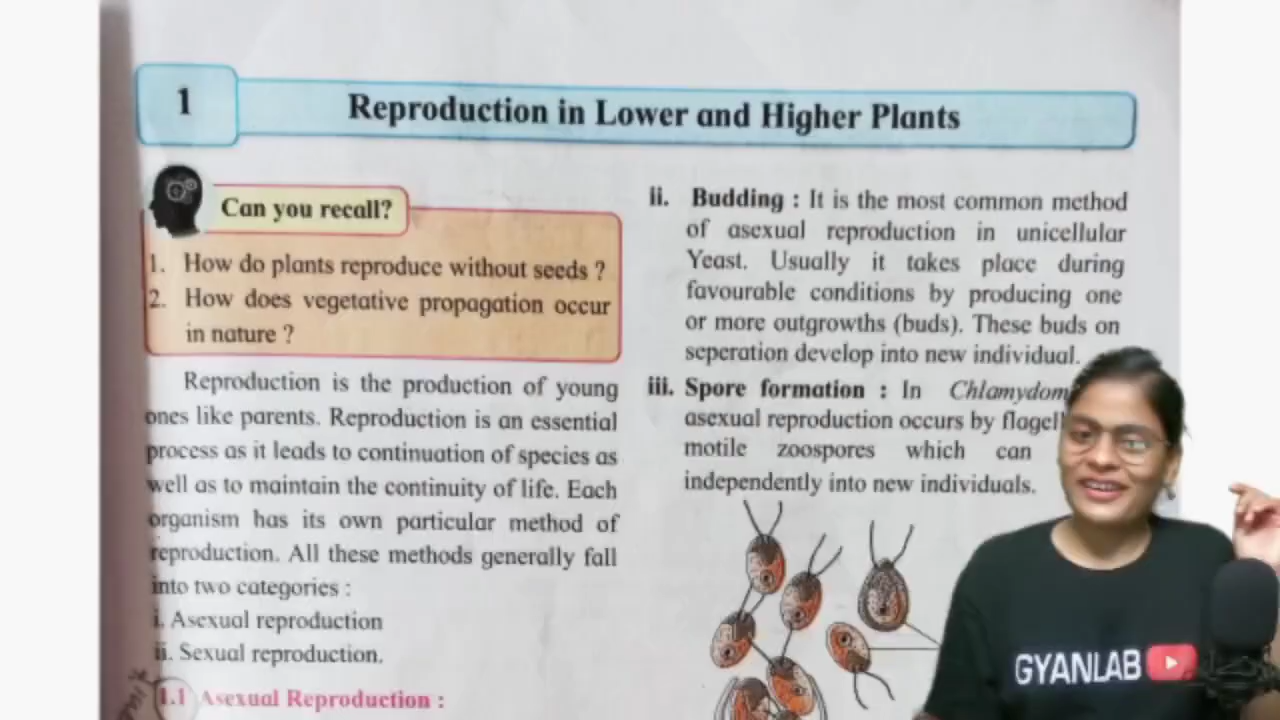 1
Reproduction in Lower and Higher Plants
Can you recall?
1. How do plants reproduce without seeds ?
2. How does vegetative propagation occur
in nature ?
Reproduction is the production of young
ones like parents. Reproduction is an essential
process as it leads to continuation of species as
well as to maintain the continuity of life. Each
organism has its own particular method of
reproduction. All these methods generally fall
into two categories :
i. Asexual reproduction
ii. Sexual reproduction.
1.1 Asexual Reproduction :
ii. Budding : It is the most common method
of asexual reproduction in unicellular
Yeast. Usually it takes place during
favourable conditions by producing one
or more outgrowths (buds). These buds on
seperation develop into new individual.
iii. Spore formation : In Chlamydom
asexual reproduction occurs by flagell
motile zoospores which can
independently into new individuals.
GYANLAB